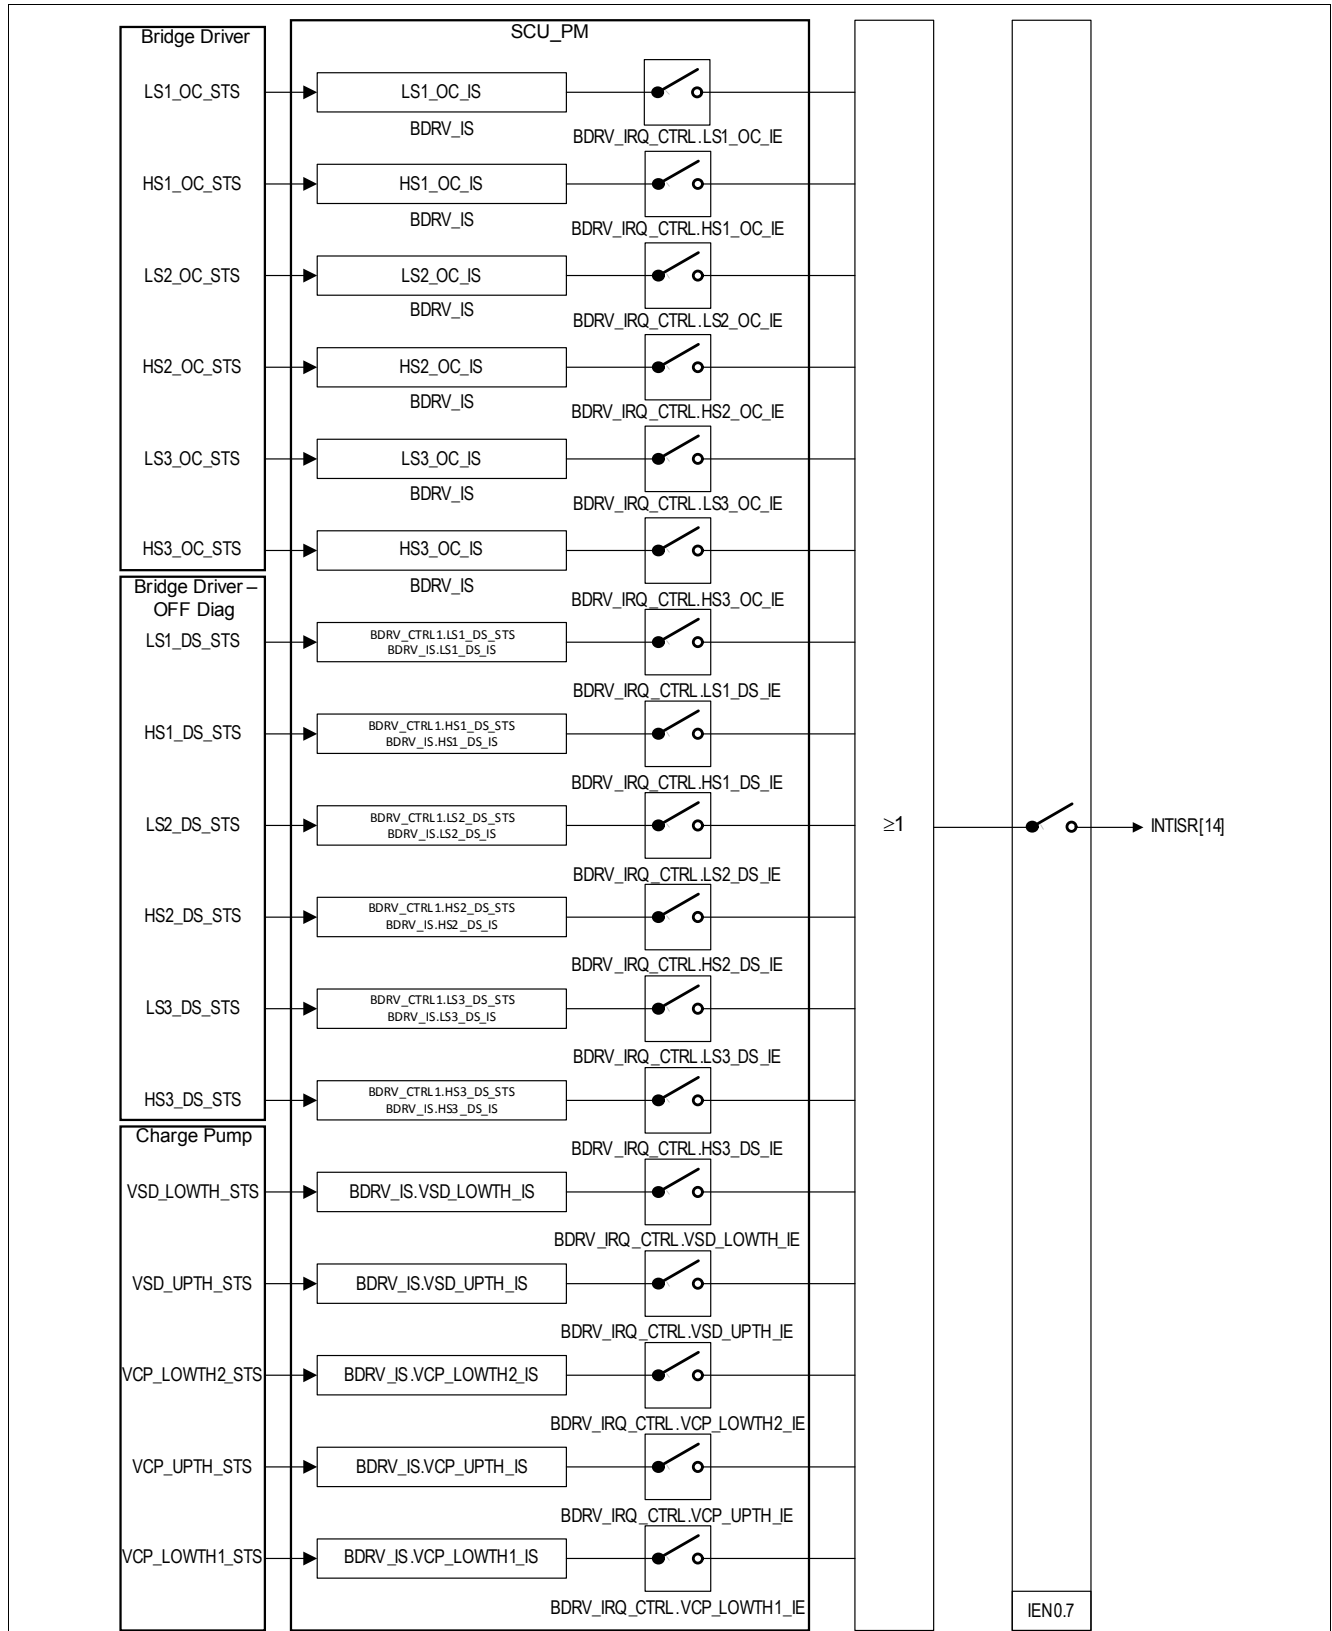 Bridge Driver
SCU_PM
LS1_OC_STS
LS1_OC_IS
BDRV_IS
BDRV_IRQ_CTRL.LS1_OC_IE
HS1_OC_STS
HS1_OC_IS
BDRV_IS
BDRV_IRQ_CTRL.HS1_OC_IE
LS2_OC_STS
LS2_OC_IS
BDRV_IS
BDRV_IRQ_CTRL.LS2_OC_IE
HS2_OC_STS
HS2_OC_IS
BDRV_IS
BDRV_IRQ_CTRL.HS2_OC_IE
LS3_OC_STS
LS3_OC_IS
BDRV_IS
BDRV_IRQ_CTRL.LS3_OC_IE
HS3_OC_STS
HS3_OC_IS
BDRV_IS
BDRV_IRQ_CTRL.HS3_OC_IE
Bridge Driver –
OFF Diag
LS1_DS_STS
BDRV_CTRL1.LS1_DS_STS
BDRV_IS.LS1_DS_IS
BDRV_IRQ_CTRL.LS1_DS_IE
HS1_DS_STS
BDRV_CTRL1.HS1_DS_STS
BDRV_IS.HS1_DS_IS
BDRV_IRQ_CTRL.HS1_DS_IE
LS2_DS_STS
BDRV_CTRL1.LS2_DS_STS
BDRV_IS.LS2_DS_IS
BDRV_IRQ_CTRL.LS2_DS_IE
≥1
INTISR[14]
HS2_DS_STS
BDRV_CTRL1.HS2_DS_STS
BDRV_IS.HS2_DS_IS
BDRV_IRQ_CTRL.HS2_DS_IE
LS3_DS_STS
BDRV_CTRL1.LS3_DS_STS
BDRV_IS.LS3_DS_IS
BDRV_IRQ_CTRL.LS3_DS_IE
HS3_DS_STS
BDRV_CTRL1.HS3_DS_STS
BDRV_IS.HS3_DS_IS
BDRV_IRQ_CTRL.HS3_DS_IE
Charge Pump
VSD_LOWTH_STS
BDRV_IS.VSD_LOWTH_IS
BDRV_IRQ_CTRL.VSD_LOWTH_IE
VSD_UPTH_STS
BDRV_IS.VSD_UPTH_IS
BDRV_IRQ_CTRL.VSD_UPTH_IE
VCP_LOWTH2_STS
BDRV_IS.VCP_LOWTH2_IS
BDRV_IRQ_CTRL.VCP_LOWTH2_IE
VCP_UPTH_STS
BDRV_IS.VCP_UPTH_IS
BDRV_IRQ_CTRL.VCP_UPTH_IE
VCP_LOWTH1_STS
BDRV_IS.VCP_LOWTH1_IS
BDRV_IRQ_CTRL.VCP_LOWTH1_IE
IEN0.7